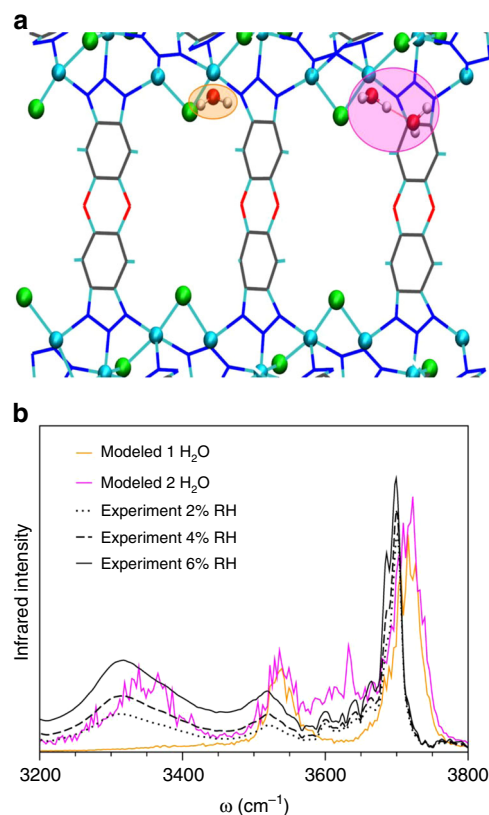 a
b
Modeled 1 H₂O
Modeled 2 H₂O
Experiment 2% RH
Experiment 4% RH
Experiment 6% RH
Infrared intensity
3200 3400 3600 3800
ω (cm⁻¹)